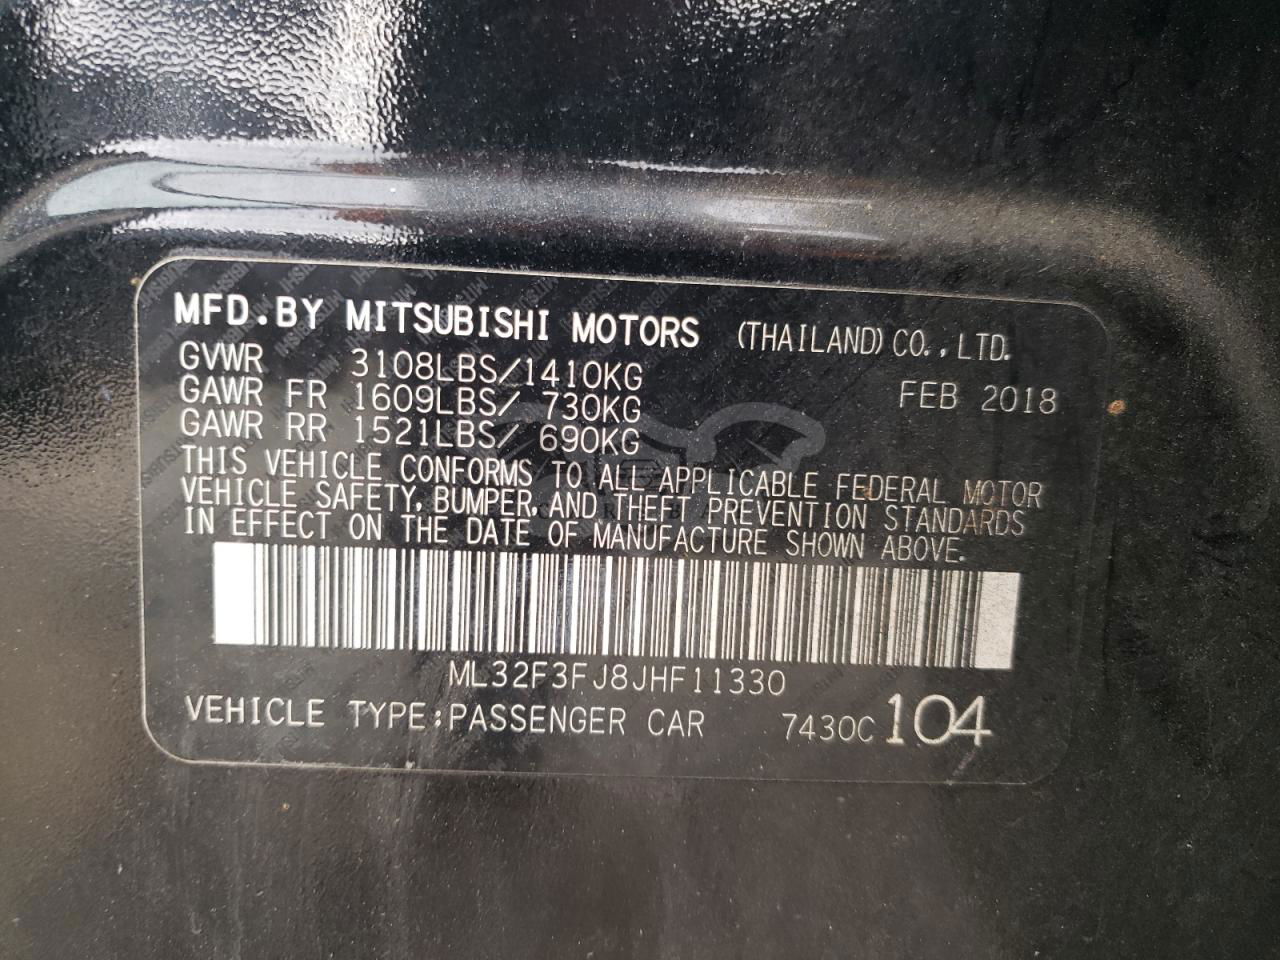 MFD.BY MITSUBISHI MOTORS (THAILAND) CO.,LTD.
GVWR 3108LBS/1410KG FEB 2018
GAWR FR 1609LBS/ 730KG
GAWR RR 1521LBS/ 690KG
THIS VEHICLE CONFORMS TO ALL APPLICABLE FEDERAL MOTOR
VEHICLE SAFETY, BUMPER, AND THEFT PREVENTION STANDARDS
IN EFFECT ON THE DATE OF MANUFACTURE SHOWN ABOVE.
ML32F3FJ8JHF11330
VEHICLE TYPE:PASSENGER CAR 7430C 104